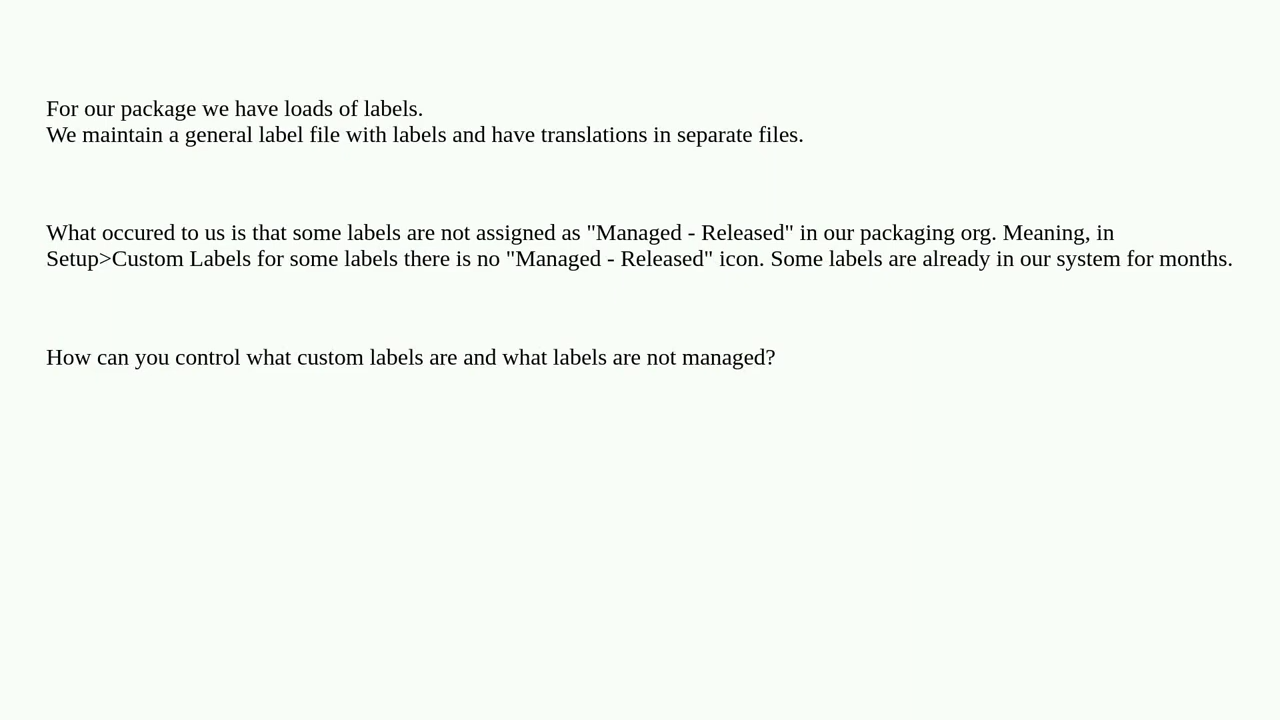 For our package we have loads of labels.
We maintain a general label file with labels and have translations in separate files.
What occured to us is that some labels are not assigned as "Managed - Released" in our packaging org. Meaning, in
Setup>Custom Labels for some labels there is no "Managed - Released" icon. Some labels are already in our system for months.
How can you control what custom labels are and what labels are not managed?